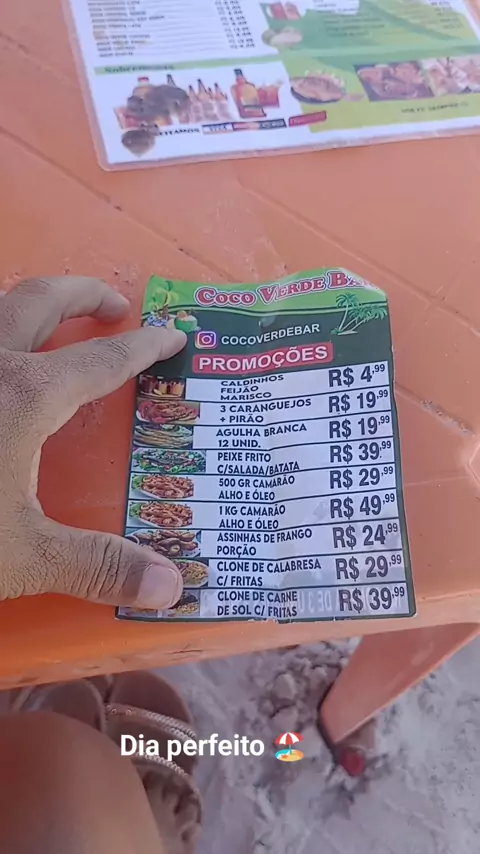 Sobremesas
COCO VERDE BA
COCOVERDEBAR
PROMOÇÕES
CALDINHOS
FEIJÃO
MARISCO
R$ 4,99
3 CARANGUEJOS
+ PIRÃO
R$ 19,99
AGULHA BRANCA
12 UNID.
R$ 19,99
PEIXE FRITO
C/SALADA/BATATA
R$ 39,99
500 GR CAMARÃO
ALHO E ÓLEO
R$ 29,99
1 KG CAMARÃO
ALHO E ÓLEO
R$ 49,99
ASSINHAS DE FRANGO
PORÇÃO
R$ 24,99
CLONE DE CALABRESA
C/ FRITAS
R$ 29,99
CLONE DE CARNE
DE SOL C/ FRITAS
R$ 39,99
Dia perfeito 🏖️